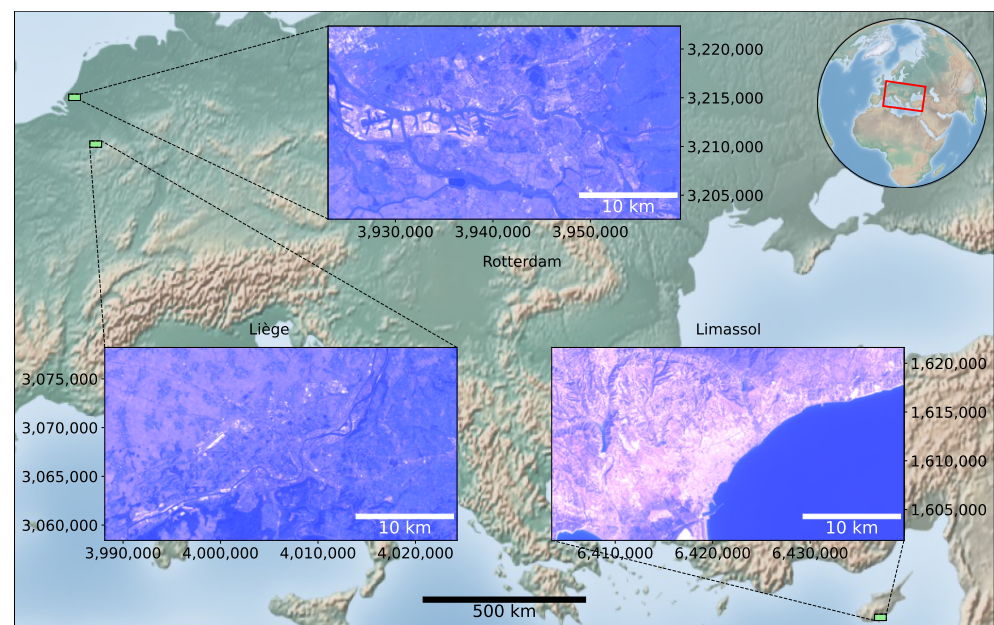 3,220,000
3,215,000
3,210,000
3,205,000
10 km
3,930,000 3,940,000 3,950,000
Rotterdam
Liège
3,075,000
3,070,000
3,065,000
3,060,000
10 km
3,990,000 4,000,000 4,010,000 4,020,000
Limassol
1,620,000
1,615,000
1,610,000
1,605,000
10 km
6,410,000 6,420,000 6,430,000
500 km